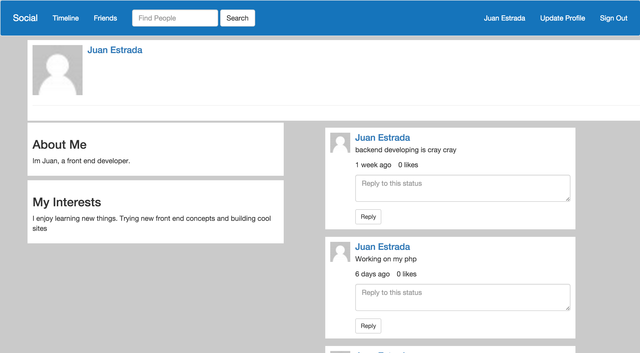 Social Timeline Friends Find People Search Juan Estrada Update Profile Sign Out
Juan Estrada
About Me
Im Juan, a front end developer.
My Interests
I enjoy learning new things. Trying new front end concepts and building cool
sites
Juan Estrada
backend developing is cray cray
1 week ago 0 likes
Reply to this status
Reply
Juan Estrada
Working on my php
6 days ago 0 likes
Reply to this status
Reply